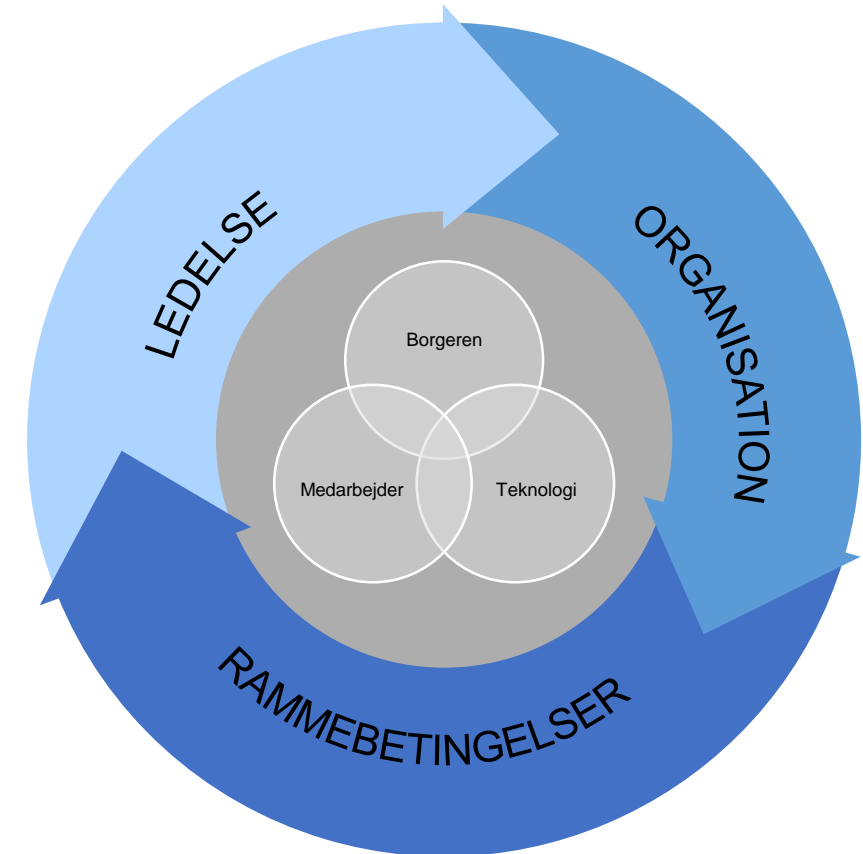 LEDELSE
ORGANISATION
Borgeren
Medarbejder
Teknologi
RAMMEBETINGELSER